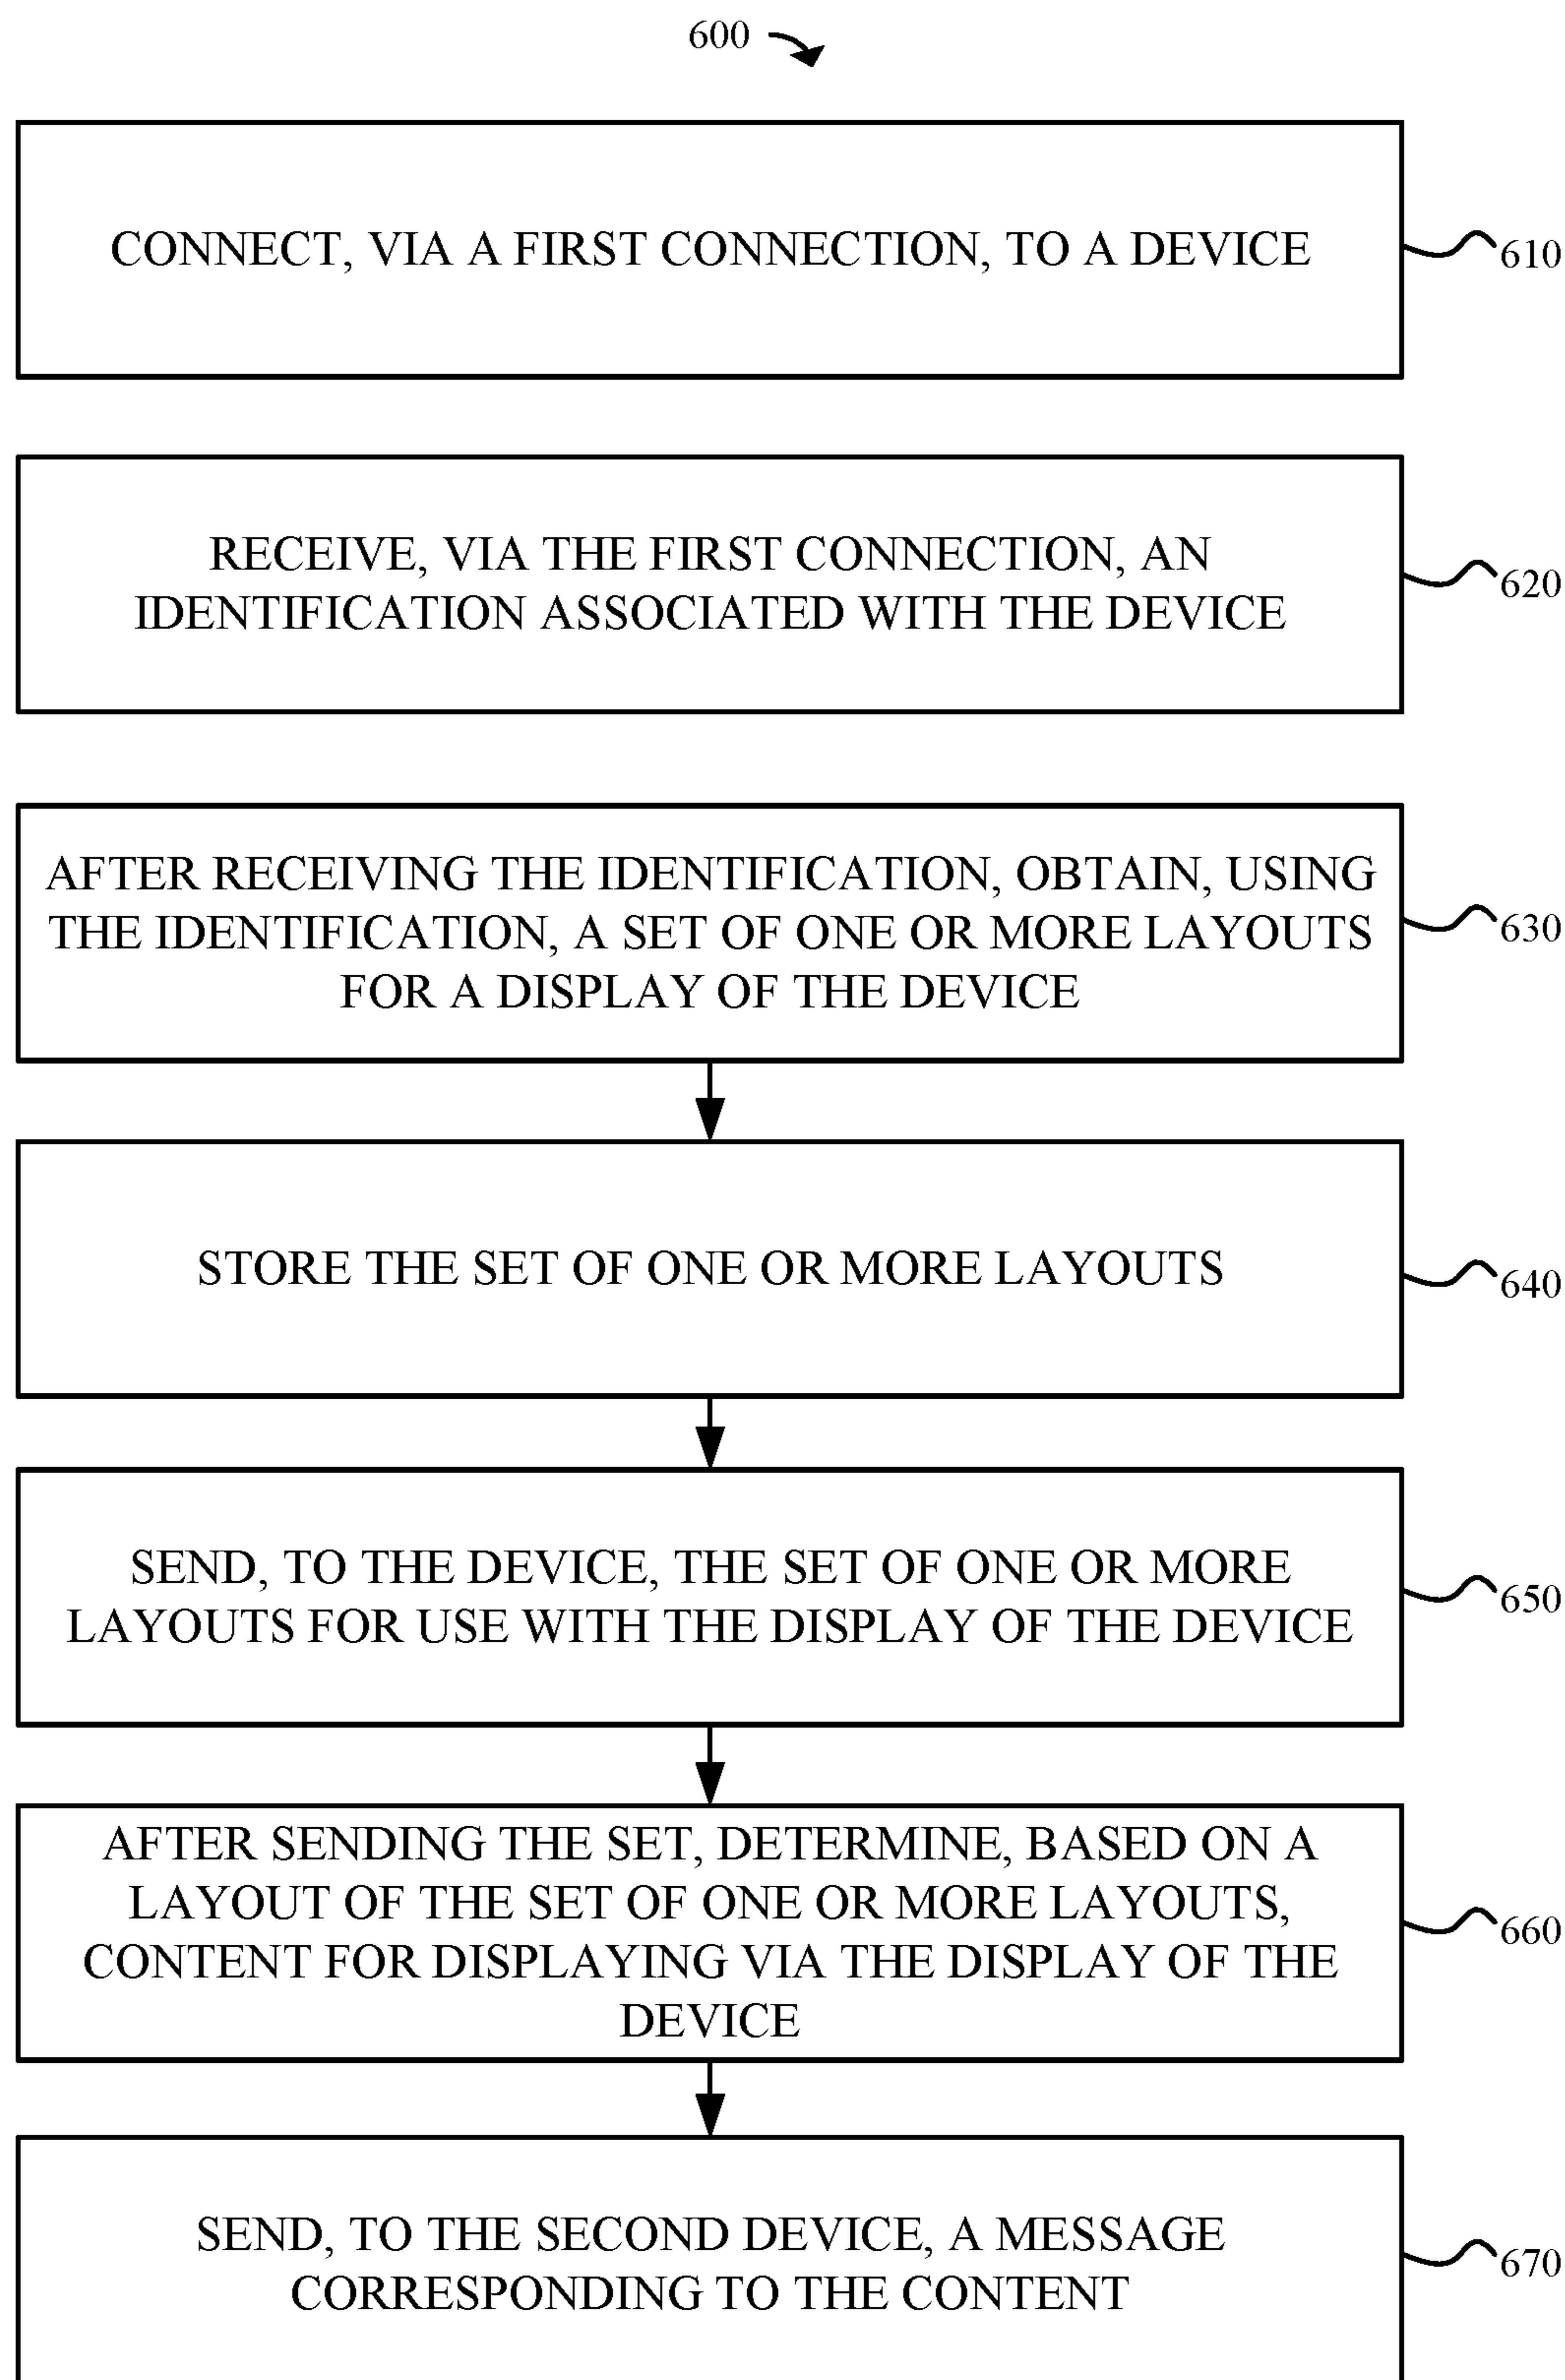 600
CONNECT, VIA A FIRST CONNECTION, TO A DEVICE
610
RECEIVE, VIA THE FIRST CONNECTION, AN
IDENTIFICATION ASSOCIATED WITH THE DEVICE
620
AFTER RECEIVING THE IDENTIFICATION, OBTAIN, USING
THE IDENTIFICATION, A SET OF ONE OR MORE LAYOUTS
FOR A DISPLAY OF THE DEVICE
630
STORE THE SET OF ONE OR MORE LAYOUTS
640
SEND, TO THE DEVICE, THE SET OF ONE OR MORE
LAYOUTS FOR USE WITH THE DISPLAY OF THE DEVICE
650
AFTER SENDING THE SET, DETERMINE, BASED ON A
LAYOUT OF THE SET OF ONE OR MORE LAYOUTS,
CONTENT FOR DISPLAYING VIA THE DISPLAY OF THE
DEVICE
660
SEND, TO THE SECOND DEVICE, A MESSAGE
CORRESPONDING TO THE CONTENT
670